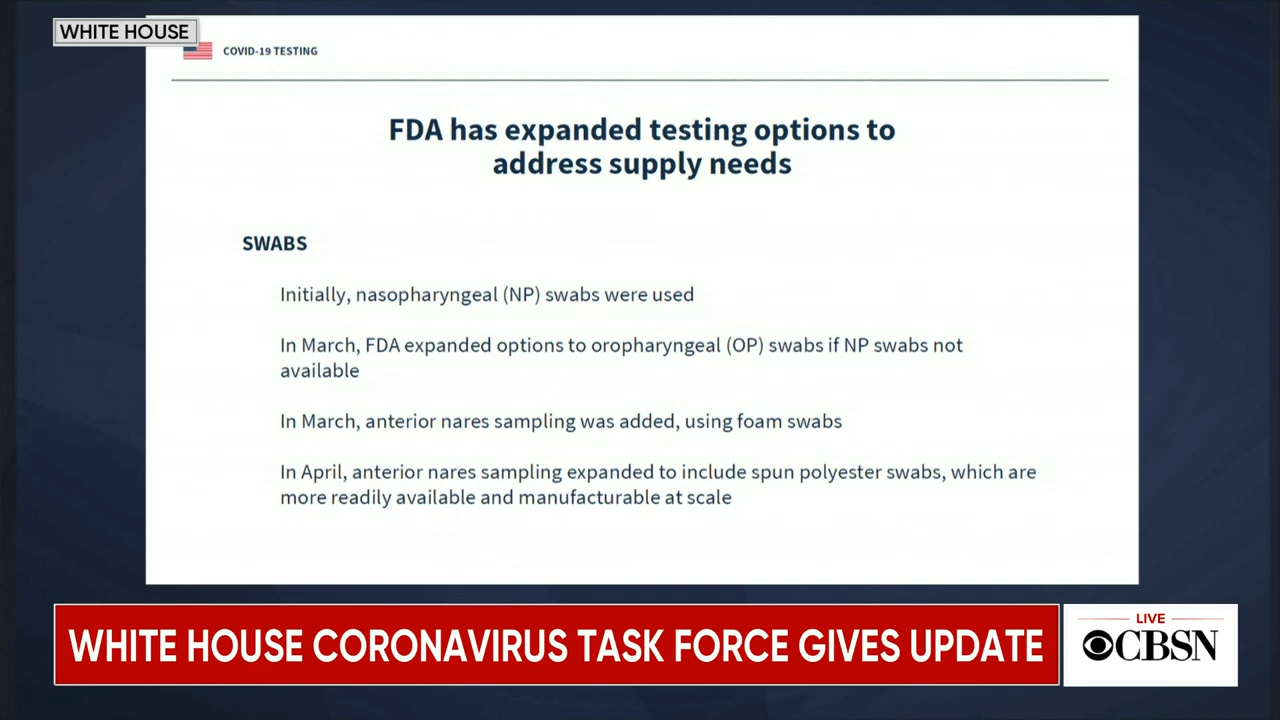 WHITE HOUSE
COVID-19 TESTING
FDA has expanded testing options to
address supply needs
SWABS
Initially, nasopharyngeal (NP) swabs were used
In March, FDA expanded options to oropharyngeal (OP) swabs if NP swabs not
available
In March, anterior nares sampling was added, using foam swabs
In April, anterior nares sampling expanded to include spun polyester swabs, which are
more readily available and manufacturable at scale
WHITE HOUSE CORONAVIRUS TASK FORCE GIVES UPDATE
LIVE
CBSN